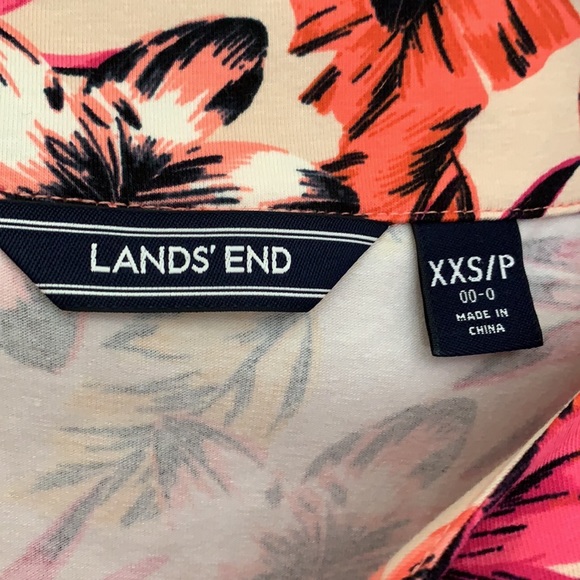 LANDS' END
XXS/P
00-0
MADE IN
CHINA